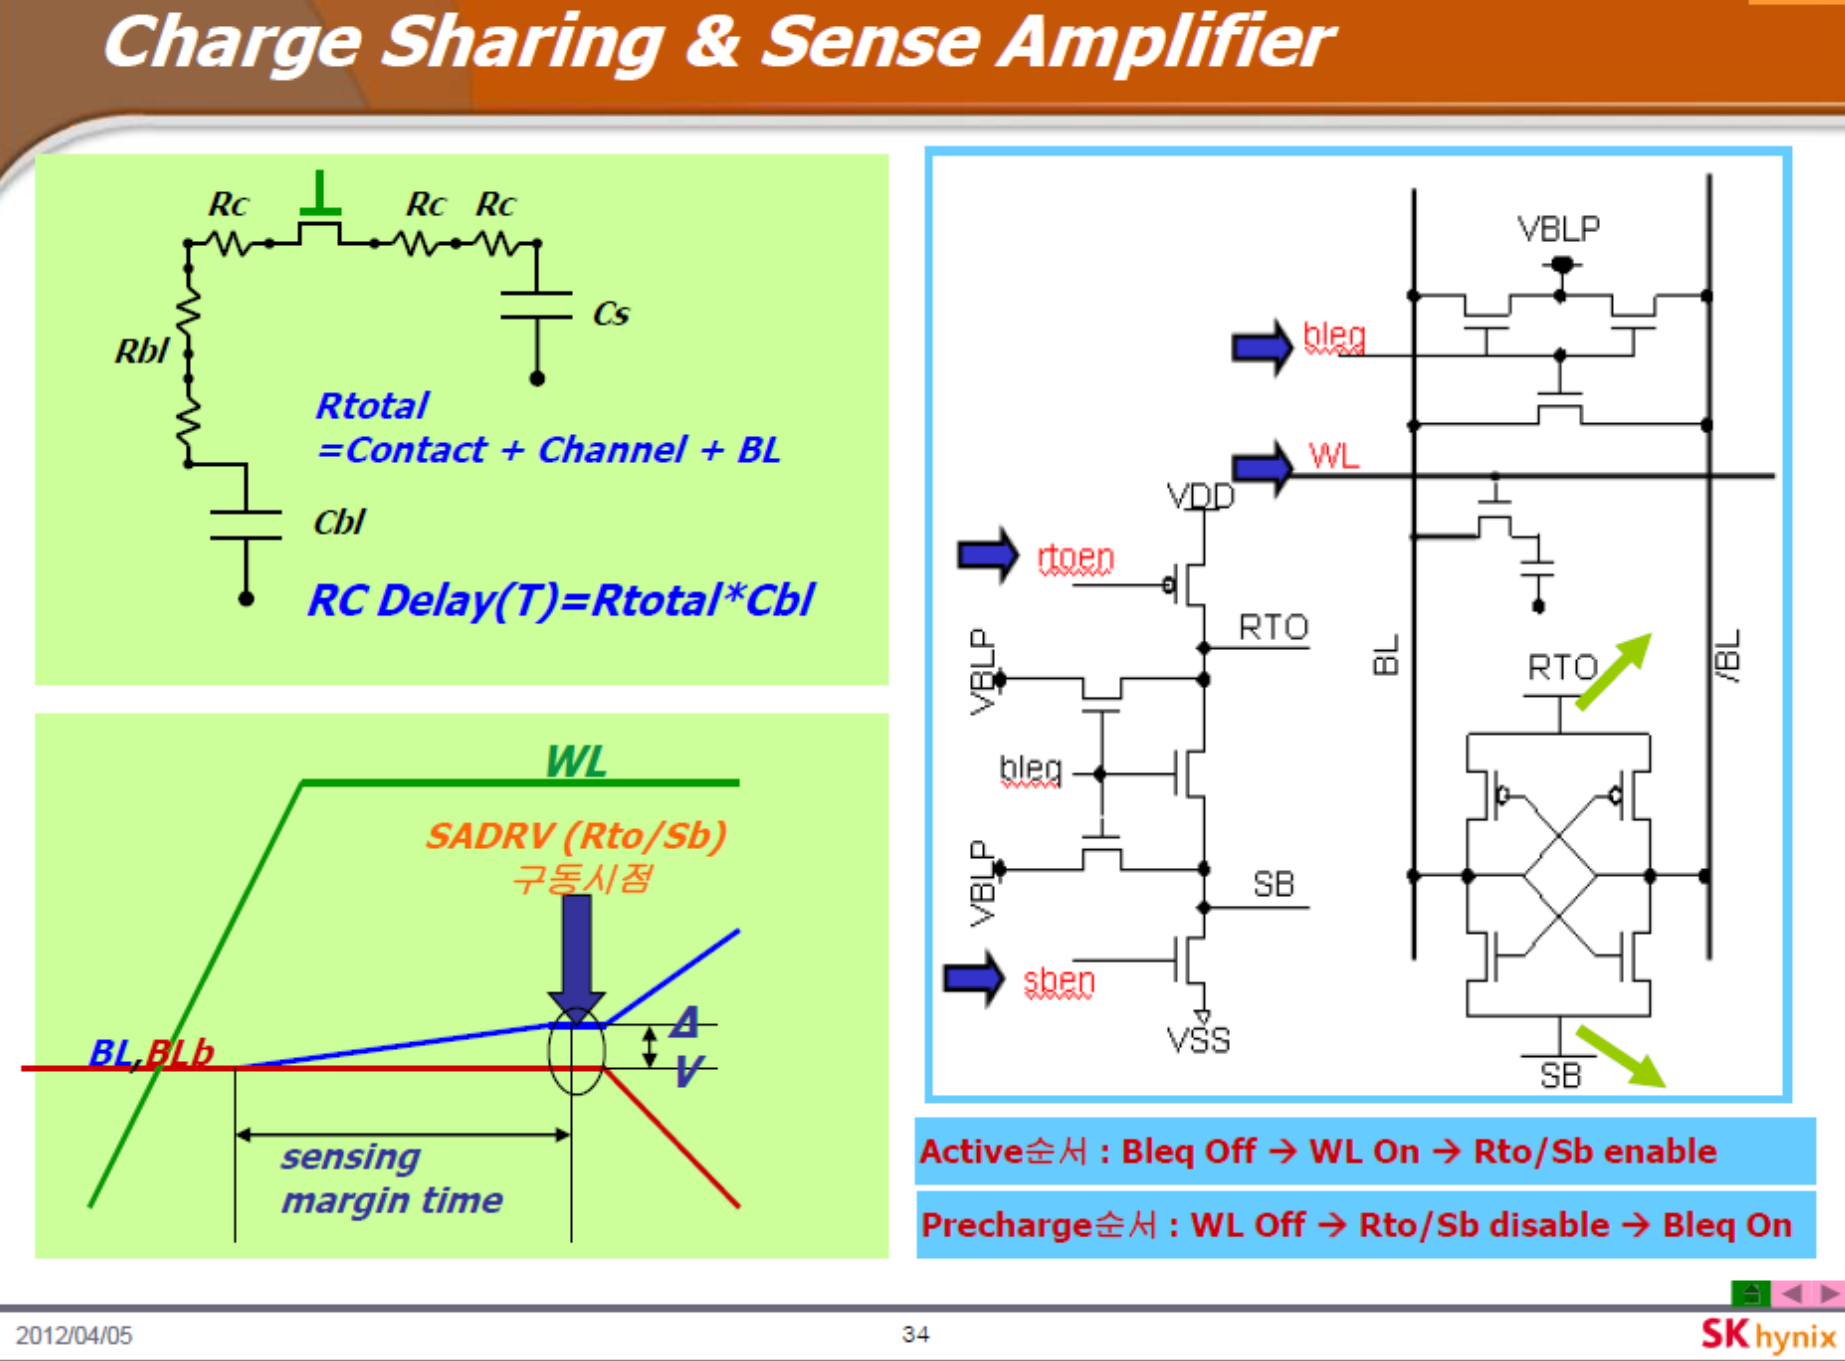 Charge Sharing & Sense Amplifier
Rc
Rc
Rc
Cs
Rbl
Rtotal
=Contact + Channel + BL
Cbl
RC Delay(T)=Rtotal*Cbl
WL
SADRV (Rto/Sb)
구동시점
BL,BLb
Δ
V
sensing
margin time
VBLP
bleq
WL
VDD
rtoen
RTO
VBLP
BL
/BL
RTO
bleq
VBLP
SB
sben
VSS
SB
Active순서 : Bleq Off → WL On → Rto/Sb enable
Precharge순서 : WL Off → Rto/Sb disable → Bleq On
2012/04/05
34
SK hynix